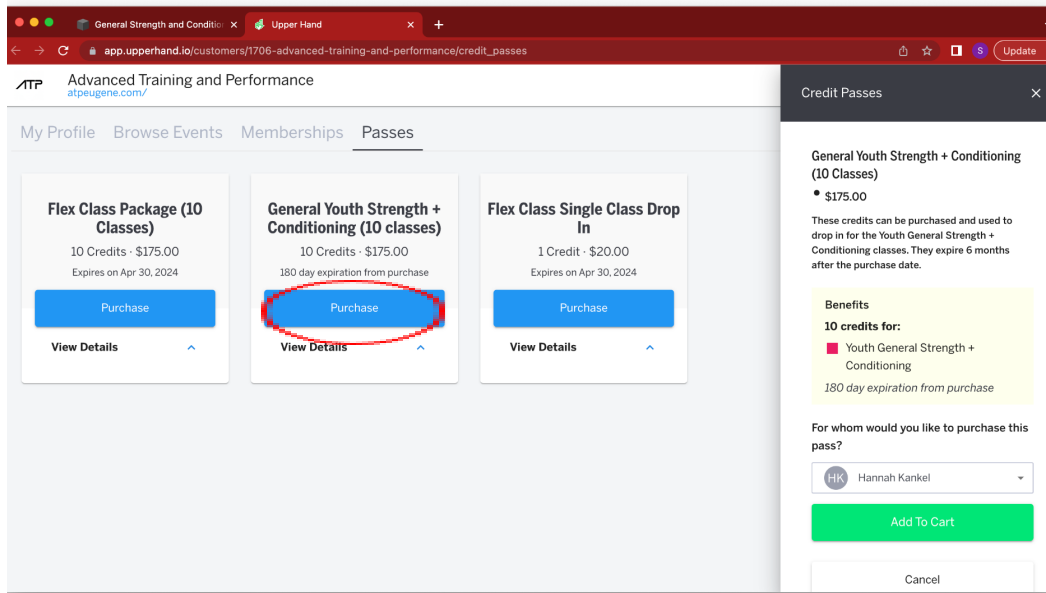 General Strength and Conditio
Upper Hand
app.upperhand.io/customers/1706-advanced-training-and-performance/credit_passes
S
Update
ATP
Advanced Training and Performance
atpeugene.com/
My Profile Browse Events Memberships Passes
Flex Class Package (10
Classes)
10 Credits · $175.00
Expires on Apr 30, 2024
Purchase
View Details
General Youth Strength +
Conditioning (10 classes)
10 Credits · $175.00
180 day expiration from purchase
Purchase
View Details
Flex Class Single Class Drop
In
1 Credit · $20.00
Expires on Apr 30, 2024
Purchase
View Details
Credit Passes
General Youth Strength + Conditioning
(10 Classes)
$175.00
These credits can be purchased and used to
drop in for the Youth General Strength +
Conditioning classes. They expire 6 months
after the purchase date.
Benefits
10 credits for:
Youth General Strength +
Conditioning
180 day expiration from purchase
For whom would you like to purchase this
pass?
HK Hannah Kankel
Add To Cart
Cancel